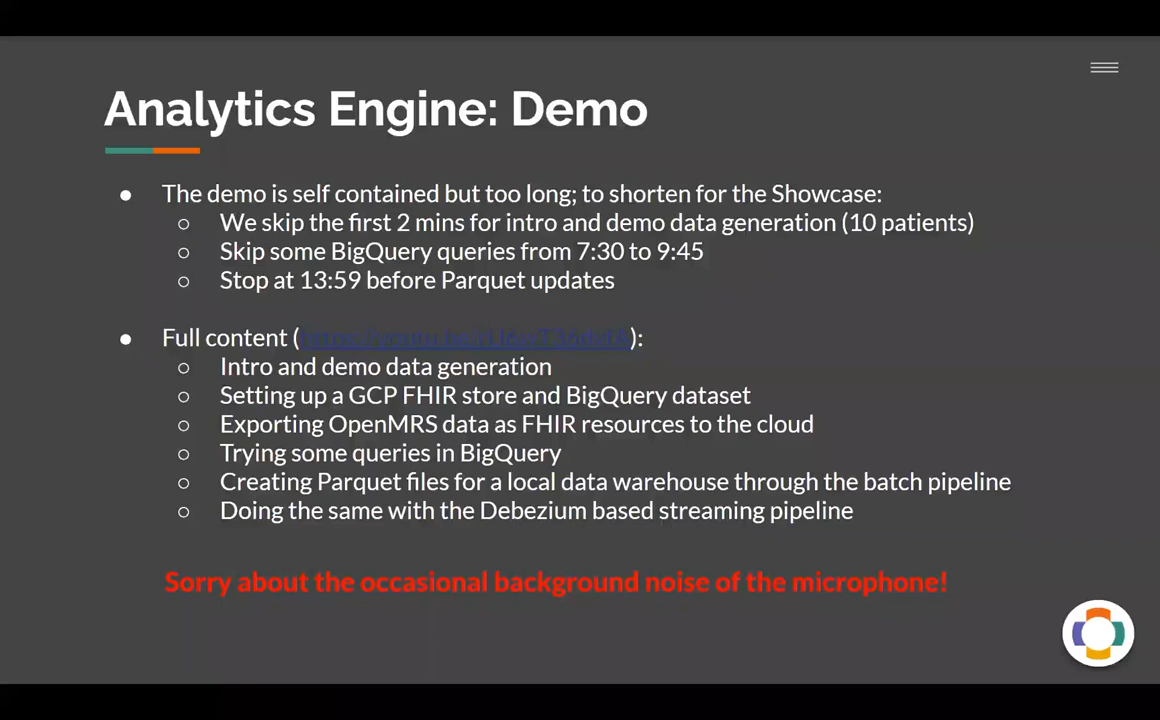 Analytics Engine: Demo
● The demo is self contained but too long; to shorten for the Showcase:
○ We skip the first 2 mins for intro and demo data generation (10 patients)
○ Skip some BigQuery queries from 7:30 to 9:45
○ Stop at 13:59 before Parquet updates
● Full content (
):
○ Intro and demo data generation
○ Setting up a GCP FHIR store and BigQuery dataset
○ Exporting OpenMRS data as FHIR resources to the cloud
○ Trying some queries in BigQuery
○ Creating Parquet files for a local data warehouse through the batch pipeline
○ Doing the same with the Debezium based streaming pipeline
Sorry about the occasional background noise of the microphone!